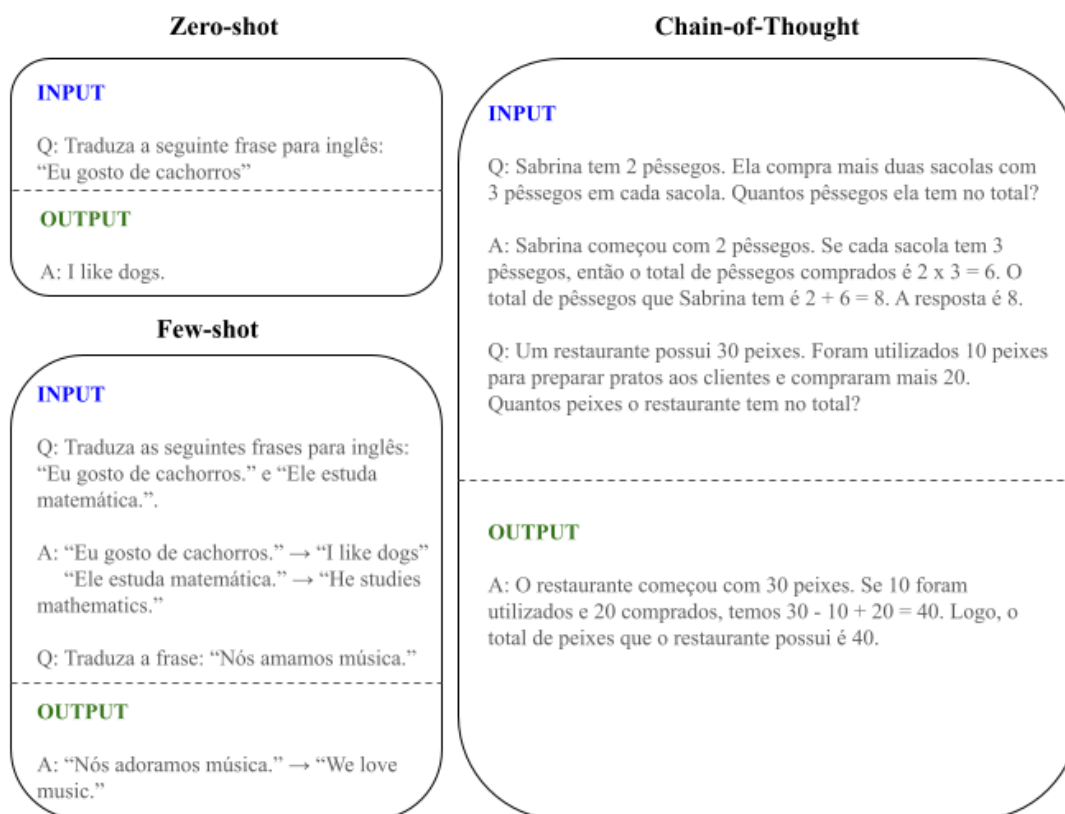 Zero-shot
INPUT
Q: Traduza a seguinte frase para inglês:
“Eu gosto de cachorros”
OUTPUT
A: I like dogs.
Few-shot
INPUT
Q: Traduza as seguintes frases para inglês:
“Eu gosto de cachorros.” e “Ele estuda
matemática.”.
A: “Eu gosto de cachorros.” → “I like dogs”
“Ele estuda matemática.” → “He studies
mathematics.”
Q: Traduza a frase: “Nós amamos música.”
OUTPUT
A: “Nós adoramos música.” → “We love
music.”
Chain-of-Thought
INPUT
Q: Sabrina tem 2 pêssegos. Ela compra mais duas sacolas com
3 pêssegos em cada sacola. Quantos pêssegos ela tem no total?
A: Sabrina começou com 2 pêssegos. Se cada sacola tem 3
pêssegos, então o total de pêssegos comprados é 2 x 3 = 6. O
total de pêssegos que Sabrina tem é 2 + 6 = 8. A resposta é 8.
Q: Um restaurante possui 30 peixes. Foram utilizados 10 peixes
para preparar pratos aos clientes e compraram mais 20.
Quantos peixes o restaurante tem no total?
OUTPUT
A: O restaurante começou com 30 peixes. Se 10 foram
utilizados e 20 comprados, temos 30 - 10 + 20 = 40. Logo, o
total de peixes que o restaurante possui é 40.